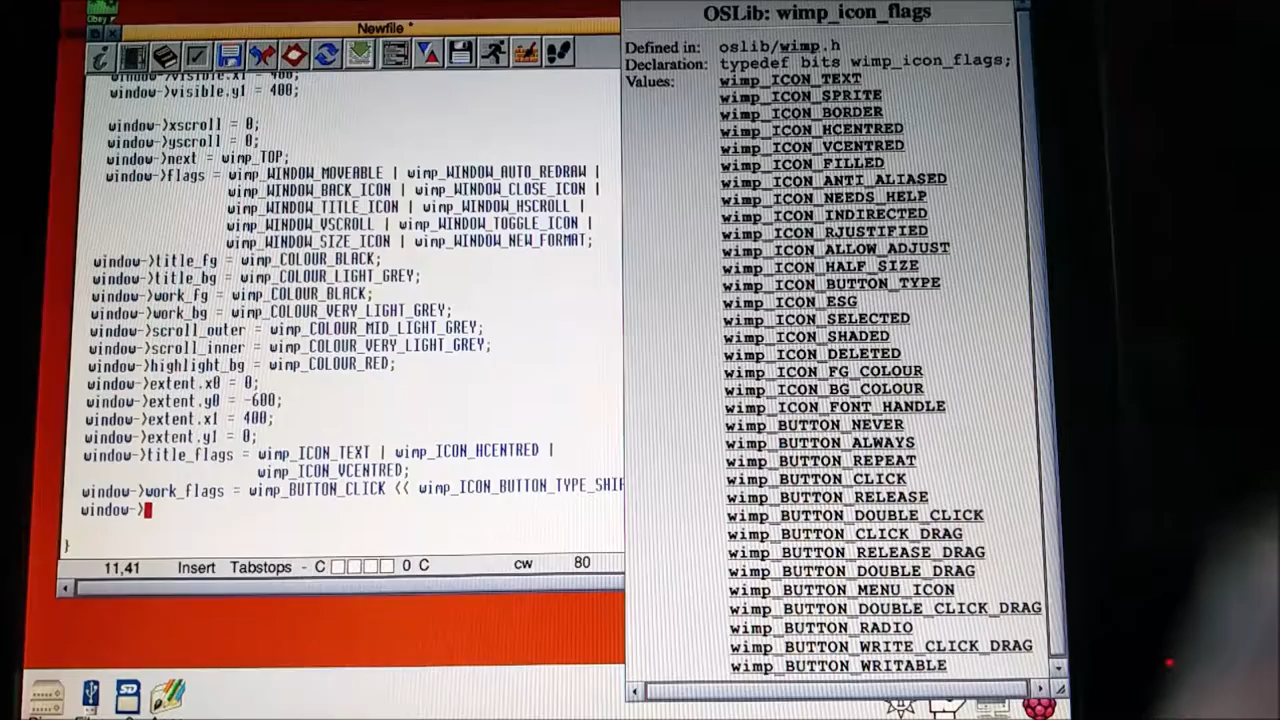 Obey
Newfile *
window->visible.x1 = 400;
window->visible.y1 = 400;
window->xscroll = 0;
window->yscroll = 0;
window->next = wimp_TOP;
window->flags = wimp_WINDOW_MOVEABLE | wimp_WINDOW_AUTO_REDRAW |
wimp_WINDOW_BACK_ICON | wimp_WINDOW_CLOSE_ICON |
wimp_WINDOW_TITLE_ICON | wimp_WINDOW_HSCROLL |
wimp_WINDOW_VSCROLL | wimp_WINDOW_TOGGLE_ICON |
wimp_WINDOW_SIZE_ICON | wimp_WINDOW_NEW_FORMAT;
window->title_fg = wimp_COLOUR_BLACK;
window->title_bg = wimp_COLOUR_LIGHT_GREY;
window->work_fg = wimp_COLOUR_BLACK;
window->work_bg = wimp_COLOUR_VERY_LIGHT_GREY;
window->scroll_outer = wimp_COLOUR_MID_LIGHT_GREY;
window->scroll_inner = wimp_COLOUR_VERY_LIGHT_GREY;
window->highlight_bg = wimp_COLOUR_RED;
window->extent.x0 = 0;
window->extent.y0 = -600;
window->extent.x1 = 400;
window->extent.y1 = 0;
window->title_flags = wimp_ICON_TEXT | wimp_ICON_HCENTRED |
wimp_ICON_VCENTRED;
window->work_flags = wimp_BUTTON_CLICK << wimp_ICON_BUTTON_TYPE_SHIF
window->
}
11,41 Insert Tabstops - C 0 C cw 80
OSLib: wimp_icon_flags
Defined in: oslib/wimp.h
Declaration: typedef bits wimp_icon_flags;
Values: wimp_ICON_TEXT
wimp_ICON_SPRITE
wimp_ICON_BORDER
wimp_ICON_HCENTRED
wimp_ICON_VCENTRED
wimp_ICON_FILLED
wimp_ICON_ANTI_ALIASED
wimp_ICON_NEEDS_HELP
wimp_ICON_INDIRECTED
wimp_ICON_RJUSTIFIED
wimp_ICON_ALLOW_ADJUST
wimp_ICON_HALF_SIZE
wimp_ICON_BUTTON_TYPE
wimp_ICON_ESG
wimp_ICON_SELECTED
wimp_ICON_SHADED
wimp_ICON_DELETED
wimp_ICON_FG_COLOUR
wimp_ICON_BG_COLOUR
wimp_ICON_FONT_HANDLE
wimp_BUTTON_NEVER
wimp_BUTTON_ALWAYS
wimp_BUTTON_REPEAT
wimp_BUTTON_CLICK
wimp_BUTTON_RELEASE
wimp_BUTTON_DOUBLE_CLICK
wimp_BUTTON_CLICK_DRAG
wimp_BUTTON_RELEASE_DRAG
wimp_BUTTON_DOUBLE_DRAG
wimp_BUTTON_MENU_ICON
wimp_BUTTON_DOUBLE_CLICK_DRAG
wimp_BUTTON_RADIO
wimp_BUTTON_WRITE_CLICK_DRAG
wimp_BUTTON_WRITABLE
SD